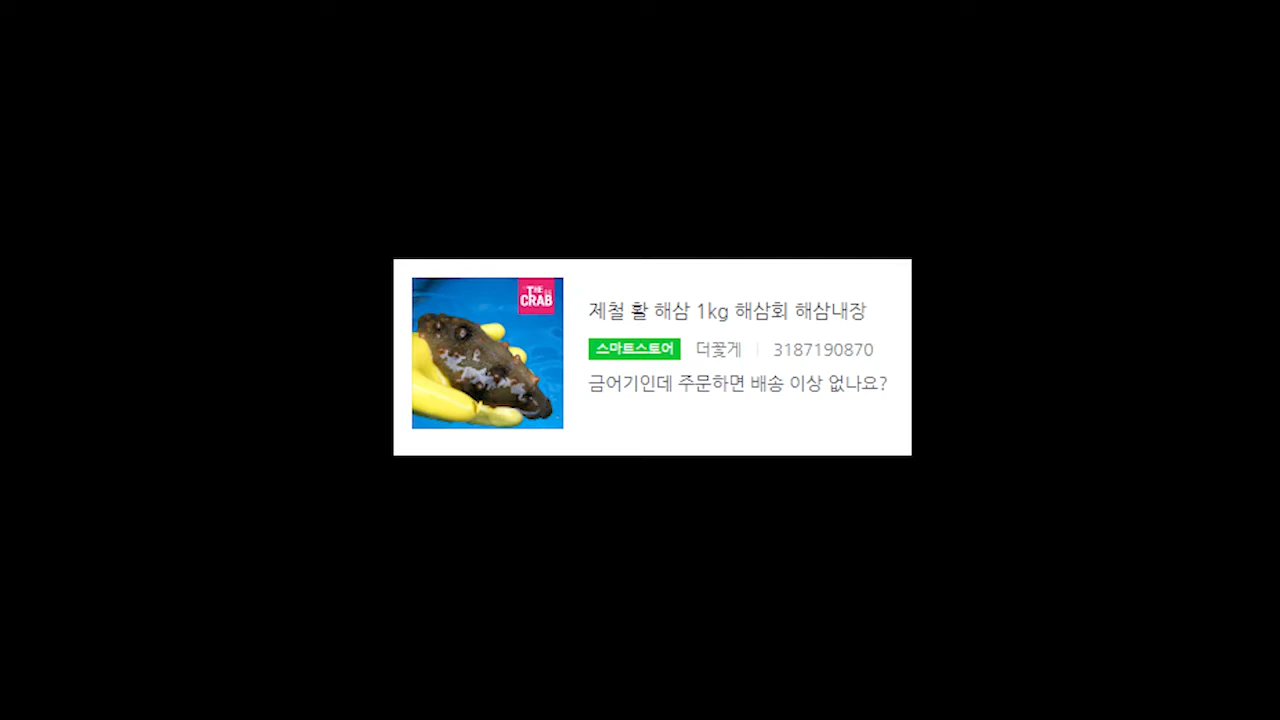 THE
CRAB
제철 활 해삼 1kg 해삼회 해삼내장
스마트스토어 더꽃게 3187190870
금어기인데 주문하면 배송 이상 없나요?